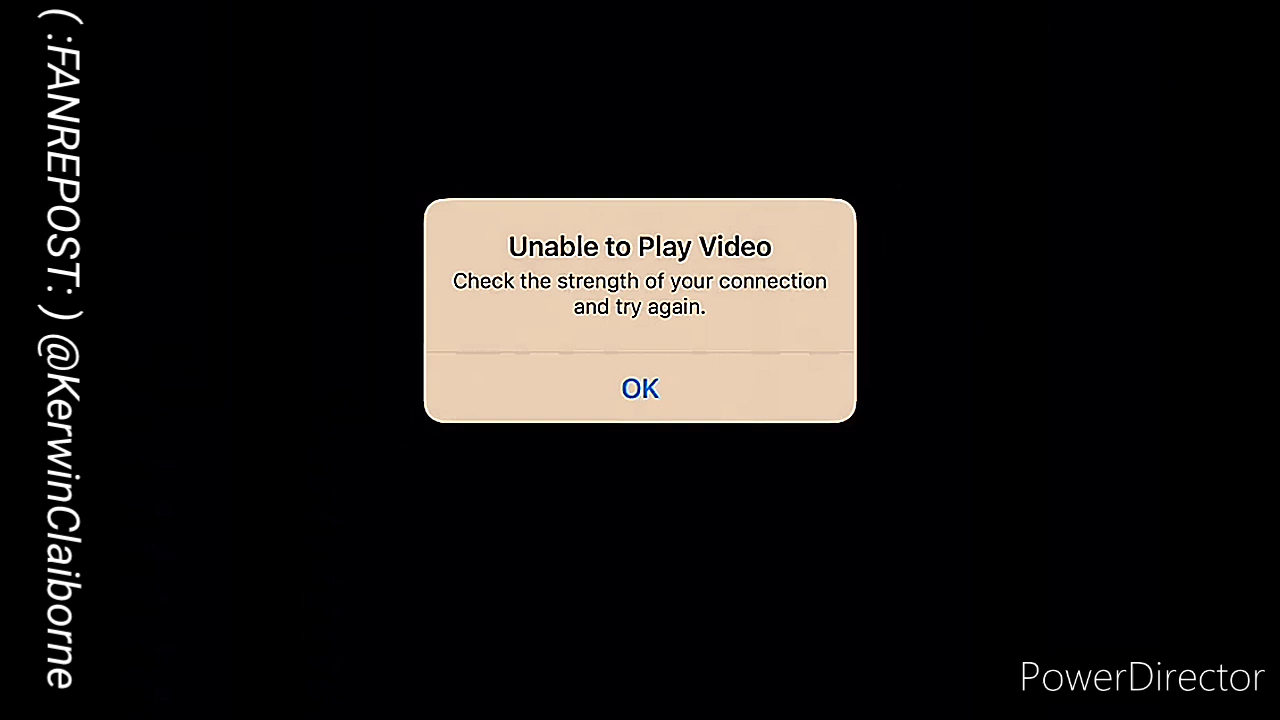 (:FANREPOST:) @KerwinClaiborne
Unable to Play Video
Check the strength of your connection
and try again.
OK
PowerDirector